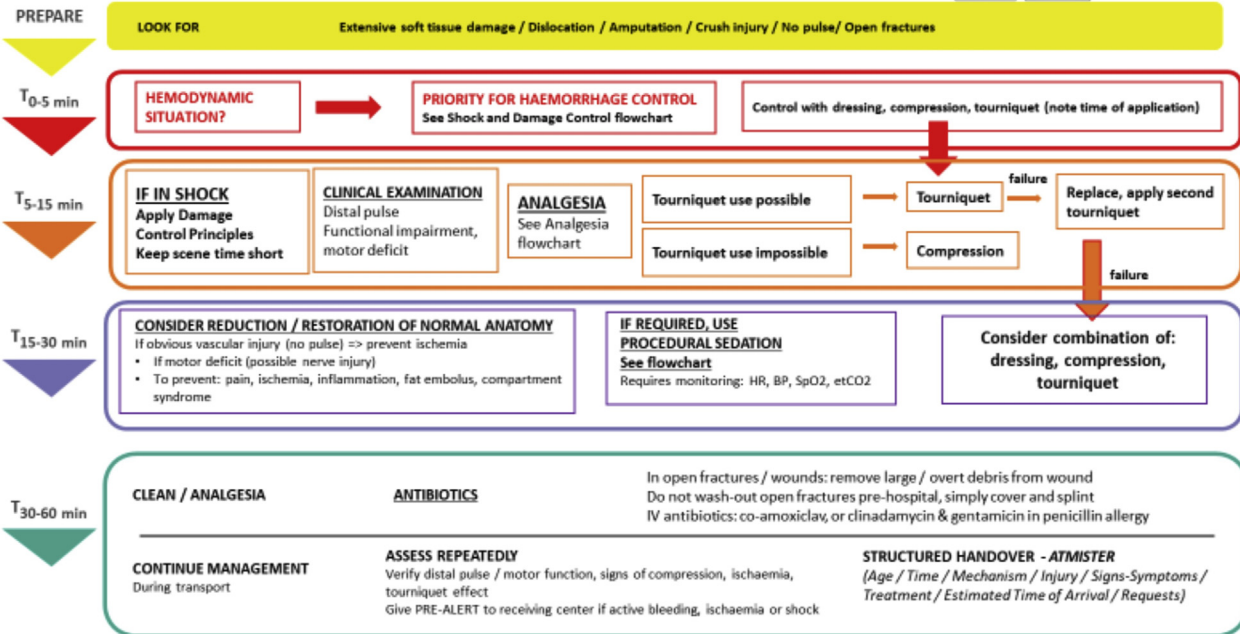 PREPARE
LOOK FOR
Extensive soft tissue damage / Dislocation / Amputation / Crush injury / No pulse/ Open fractures
T0-5 min
HEMODYNAMIC
SITUATION?
PRIORITY FOR HAEMORRHAGE CONTROL
See Shock and Damage Control flowchart
Control with dressing, compression, tourniquet (note time of application)
T5-15 min
IF IN SHOCK
Apply Damage
Control Principles
Keep scene time short
CLINICAL EXAMINATION
Distal pulse
Functional impairment,
motor deficit
ANALGESIA
See Analgesia
flowchart
Tourniquet use possible
Tourniquet
failure
Replace, apply second
tourniquet
Tourniquet use impossible
Compression
failure
T15-30 min
CONSIDER REDUCTION / RESTORATION OF NORMAL ANATOMY
If obvious vascular injury (no pulse) => prevent ischemia
• If motor deficit (possible nerve injury)
• To prevent: pain, ischemia, inflammation, fat embolus, compartment
syndrome
IF REQUIRED, USE
PROCEDURAL SEDATION
See flowchart
Requires monitoring: HR, BP, SpO2, etCO2
Consider combination of:
dressing, compression,
tourniquet
T30-60 min
CLEAN / ANALGESIA
ANTIBIOTICS
In open fractures / wounds: remove large / overt debris from wound
Do not wash-out open fractures pre-hospital, simply cover and splint
IV antibiotics: co-amoxiclav, or clinadamycin & gentamicin in penicillin allergy
CONTINUE MANAGEMENT
During transport
ASSESS REPEATEDLY
Verify distal pulse / motor function, signs of compression, ischaemia,
tourniquet effect
Give PRE-ALERT to receiving center if active bleeding, ischaemia or shock
STRUCTURED HANDOVER - ATMISTER
(Age / Time / Mechanism / Injury / Signs-Symptoms /
Treatment / Estimated Time of Arrival / Requests)